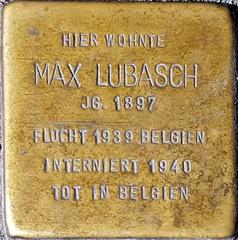 HIER WOHNTE
MAX LUBASCH
JG. 1897
FLUCHT 1939 BELGIEN
INTERNIERT 1940
TOT IN BELGIEN